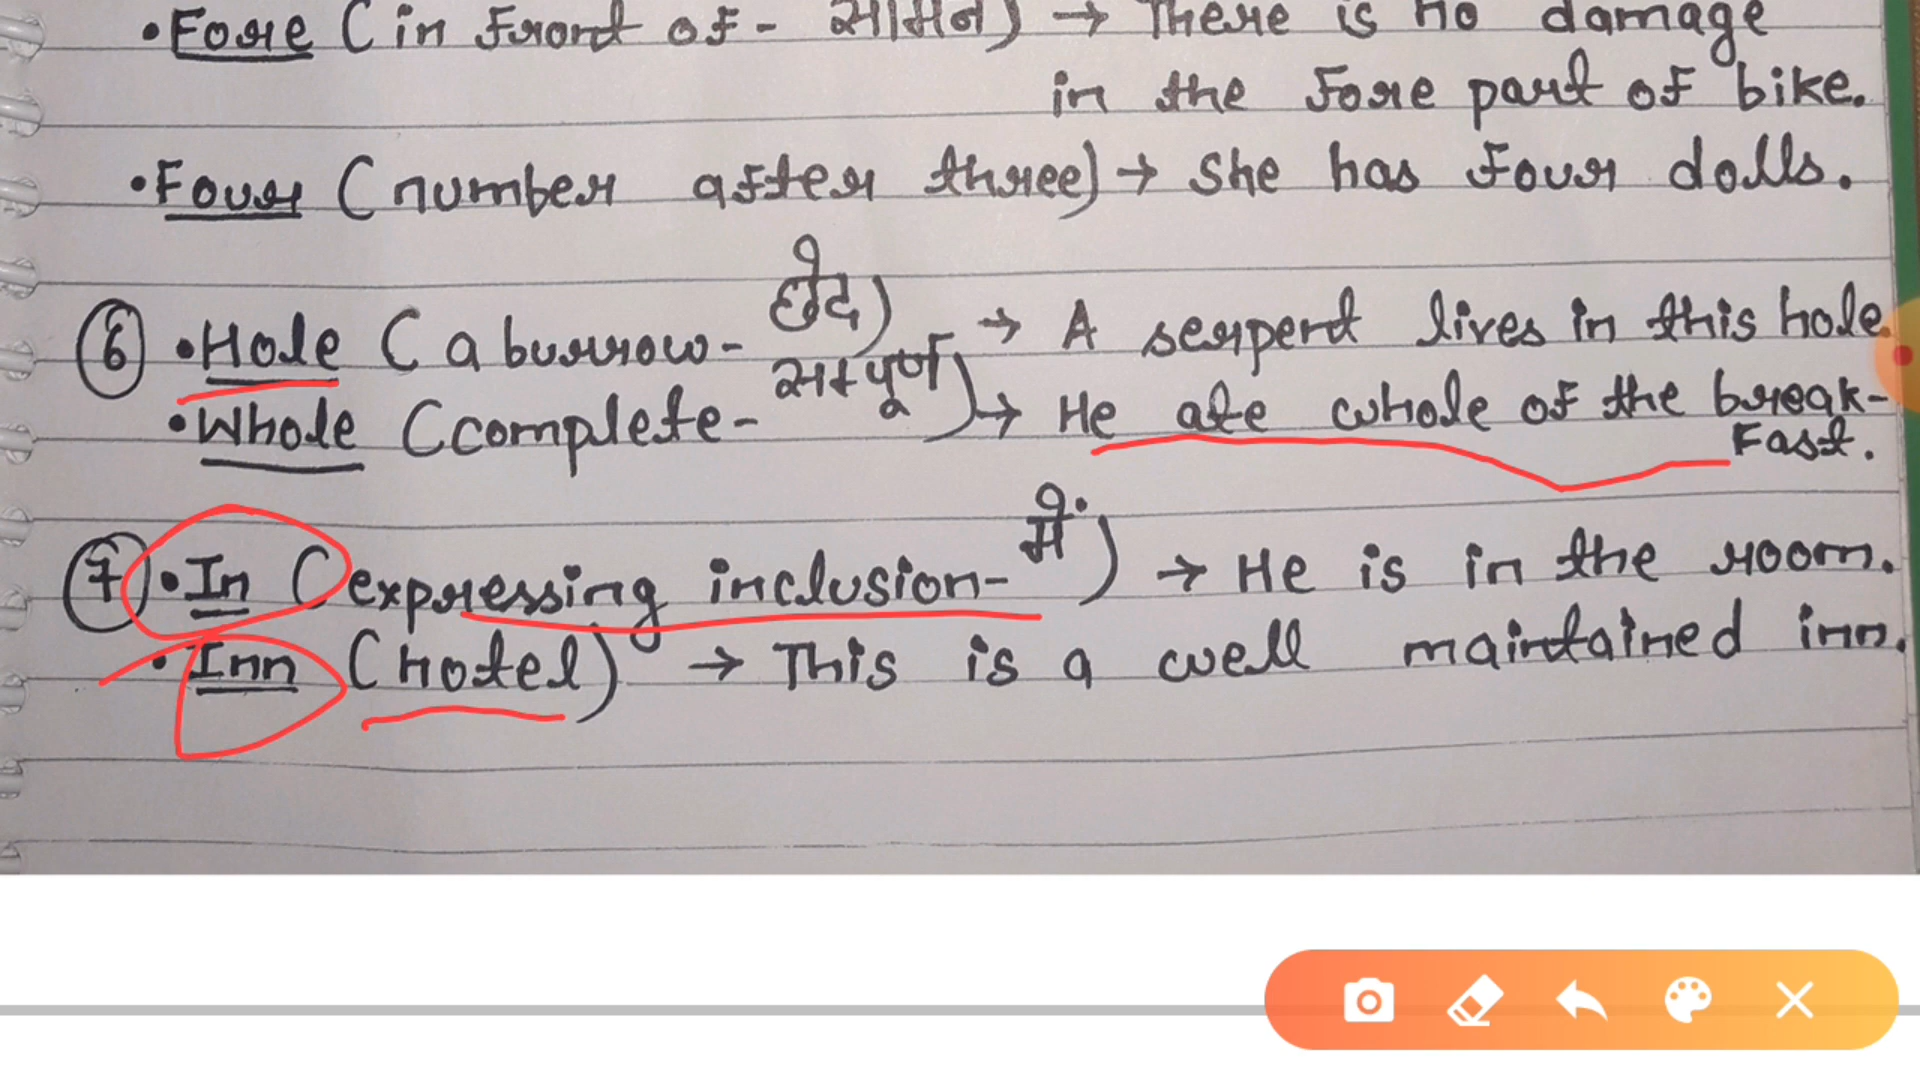 • Fore (in front of - सामने) → There is no damage
in the fore part of bike.
• Four (number after three) → She has four dolls.
6 • Hole (a burrow - छेद) → A serpent lives in this hole.
• Whole (complete - सम्पूर्ण) → He ate whole of the break-
fast.
7 • In (expressing inclusion - में) → He is in the room.
• Inn (hotel) → This is a well maintained inn.